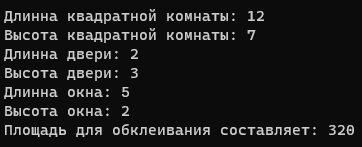 Длинна квадратной комнаты: 12
Высота квадратной комнаты: 7
Длинна двери: 2
Высота двери: 3
Длинна окна: 5
Высота окна: 2
Площадь для обклеивания составляет: 320